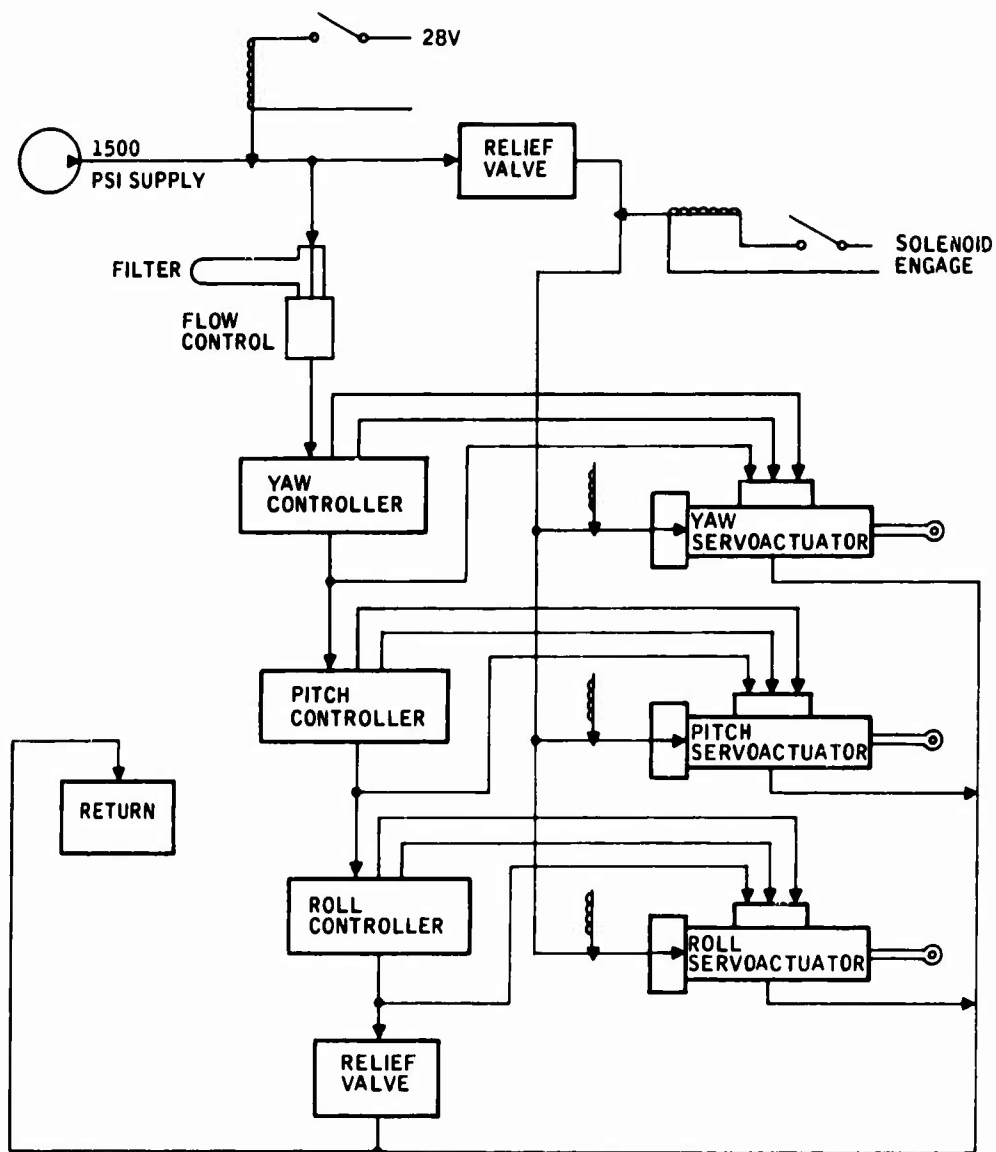 28V
1500
PSI SUPPLY
RELIEF
VALVE
SOLENOID
ENGAGE
FILTER
FLOW
CONTROL
YAW
CONTROLLER
YAW
SERVOACTUATOR
PITCH
CONTROLLER
PITCH
SERVOACTUATOR
RETURN
ROLL
CONTROLLER
ROLL
SERVOACTUATOR
RELIEF
VALVE